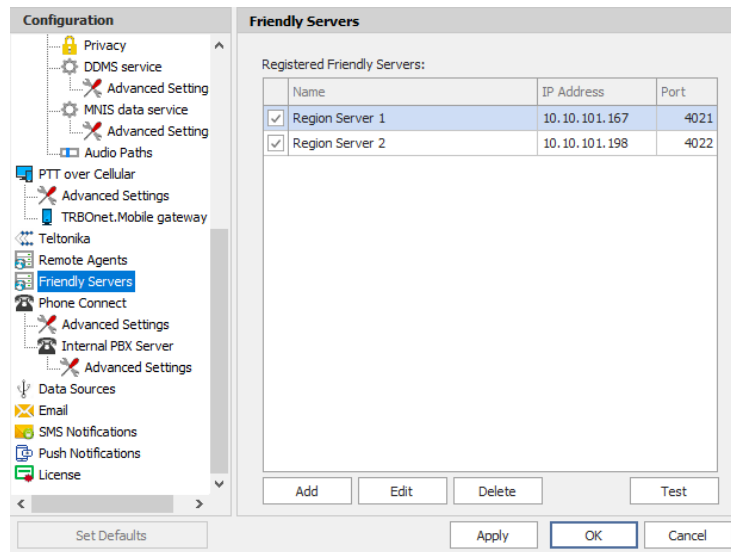 Configuration
Privacy
DDMS service
Advanced Setting
MNIS data service
Advanced Setting
Audio Paths
PTT over Cellular
Advanced Settings
TRBOnet.Mobile gateway
Teltonika
Remote Agents
Friendly Servers
Phone Connect
Advanced Settings
Internal PBX Server
Advanced Settings
Data Sources
Email
SMS Notifications
Push Notifications
License
Set Defaults
Friendly Servers
Registered Friendly Servers:
Name IP Address Port
Region Server 1 10.10.101.167 4021
Region Server 2 10.10.101.198 4022
Add Edit Delete Test
Apply OK Cancel